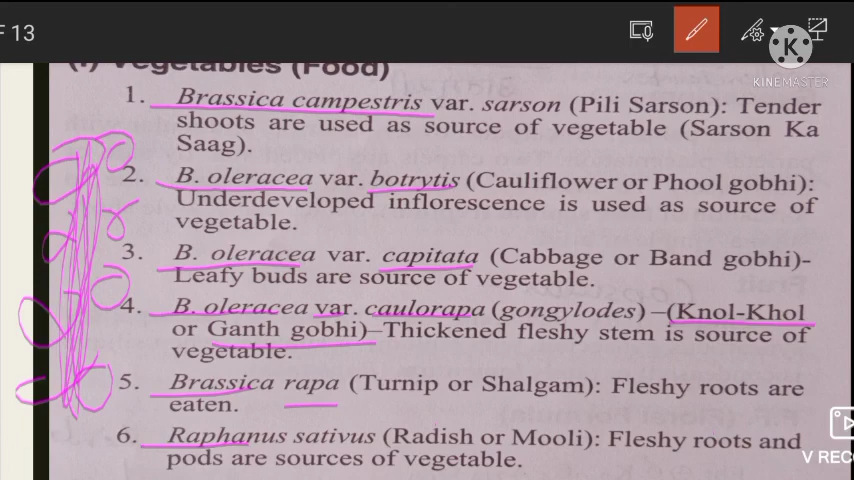 F 13
K
KINEMASTER
(i) Vegetables (Food)
1. Brassica campestris var. sarson (Pili Sarson): Tender
shoots are used as source of vegetable (Sarson Ka
Saag).
2. B. oleracea var. botrytis (Cauliflower or Phool gobhi):
Underdeveloped inflorescence is used as source of
vegetable.
3. B. oleracea var. capitata (Cabbage or Band gobhi)-
Leafy buds are source of vegetable.
4. B. oleracea var. caulorapa (gongylodes) –(Knol-Khol
or Ganth gobhi)–Thickened fleshy stem is source of
vegetable.
5. Brassica rapa (Turnip or Shalgam): Fleshy roots are
eaten.
6. Raphanus sativus (Radish or Mooli): Fleshy roots and
pods are sources of vegetable.
V REC